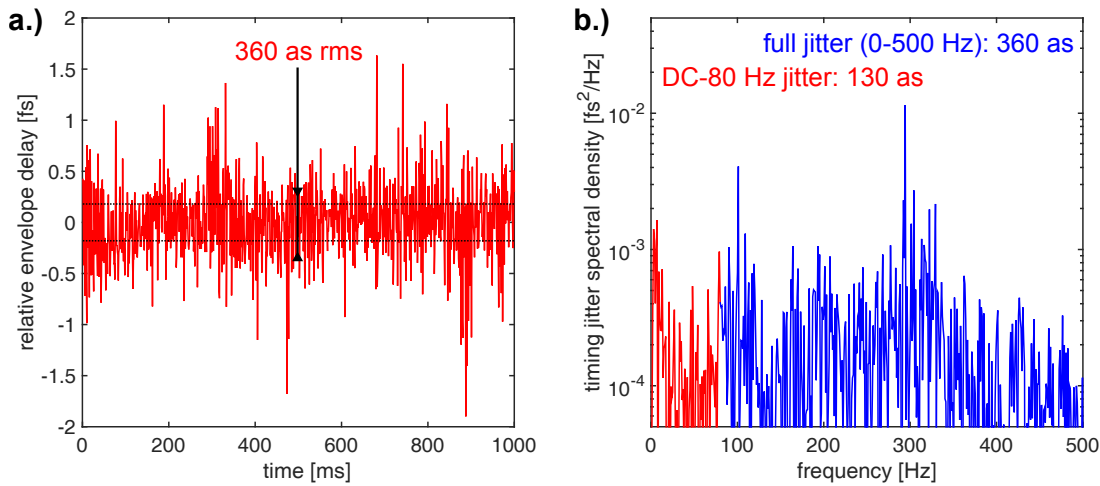 a.)
360 as rms
relative envelope delay [fs]
2
1.5
1
0.5
0
-0.5
-1
-1.5
-2
0
200
400
600
800
1000
time [ms]
b.)
full jitter (0-500 Hz): 360 as
DC-80 Hz jitter: 130 as
timing jitter spectral density [fs²/Hz]
10⁻²
10⁻³
10⁻⁴
0
100
200
300
400
500
frequency [Hz]